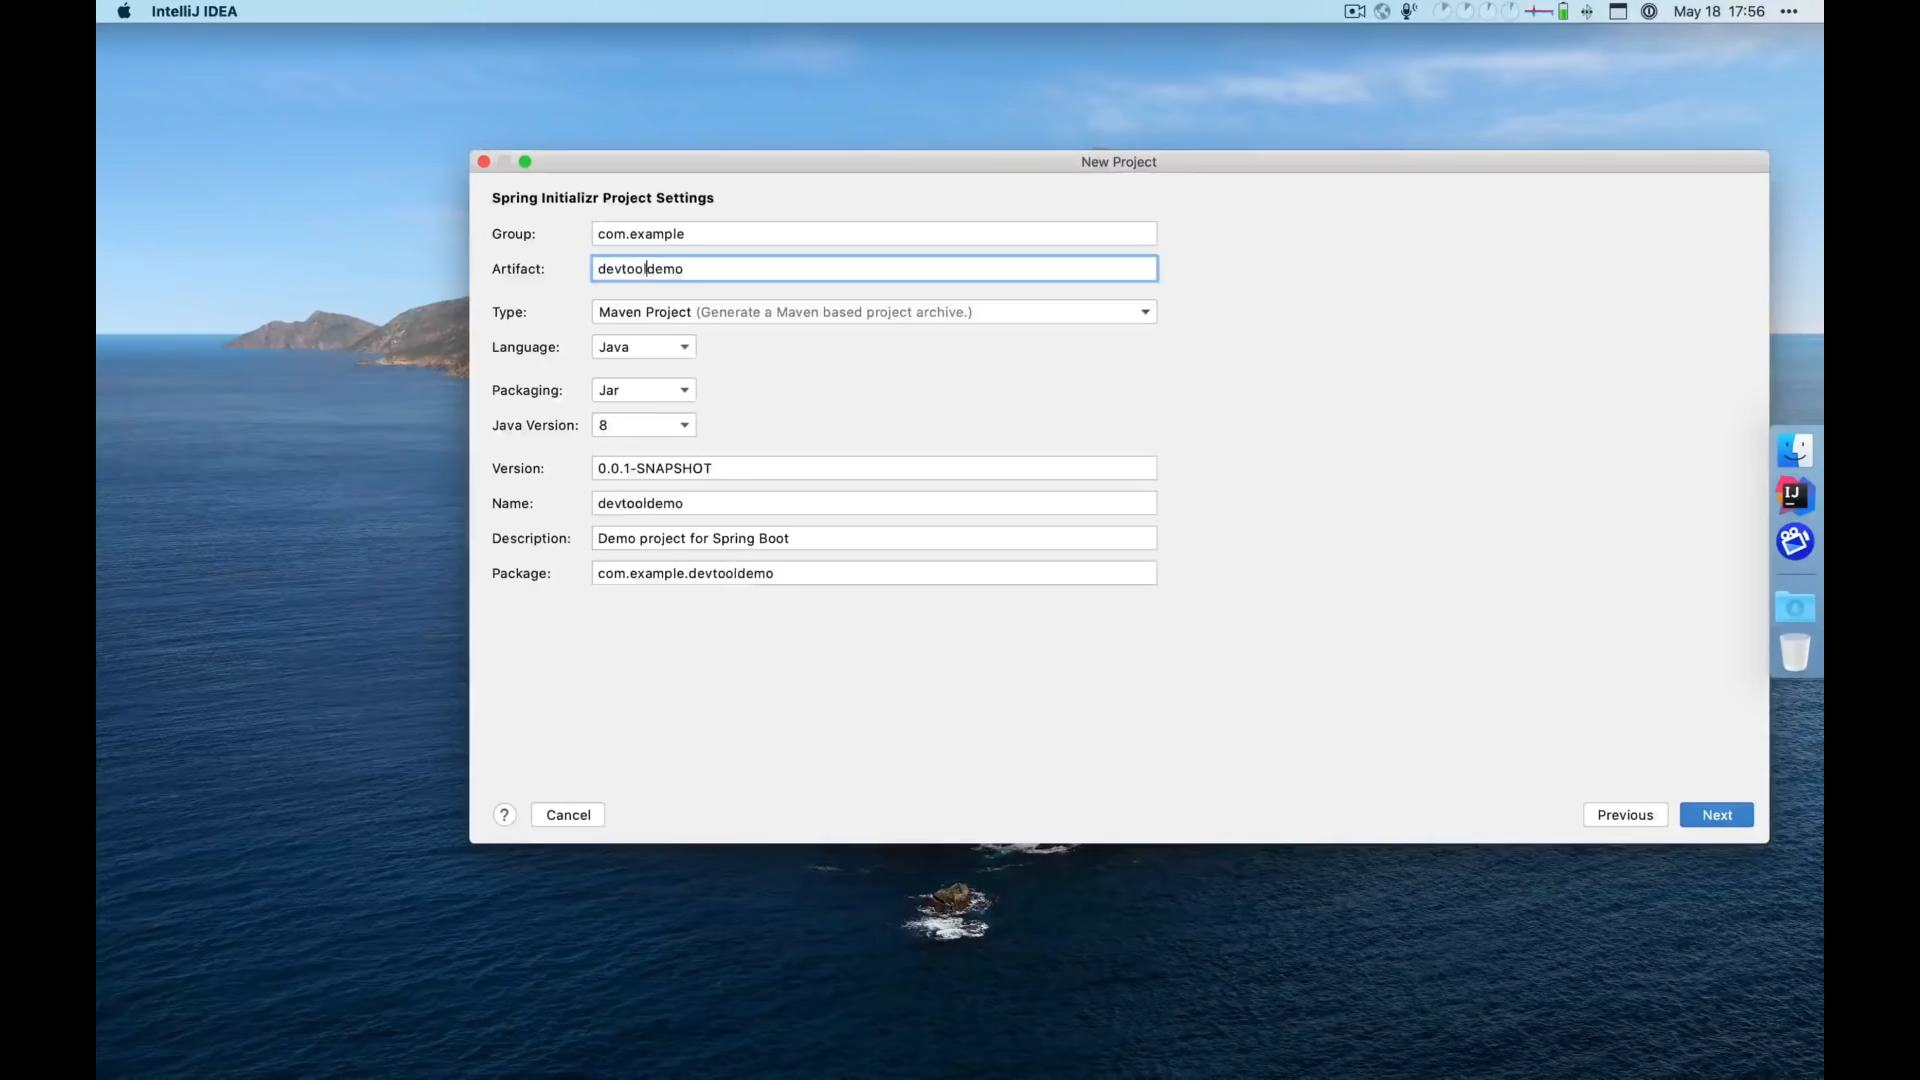 IntelliJ IDEA
May 18 17:56
New Project
Spring Initializr Project Settings
Group: com.example
Artifact: devtooldemo
Type: Maven Project (Generate a Maven based project archive.)
Language: Java
Packaging: Jar
Java Version: 8
Version: 0.0.1-SNAPSHOT
Name: devtooldemo
Description: Demo project for Spring Boot
Package: com.example.devtooldemo
IJ
? Cancel Previous Next